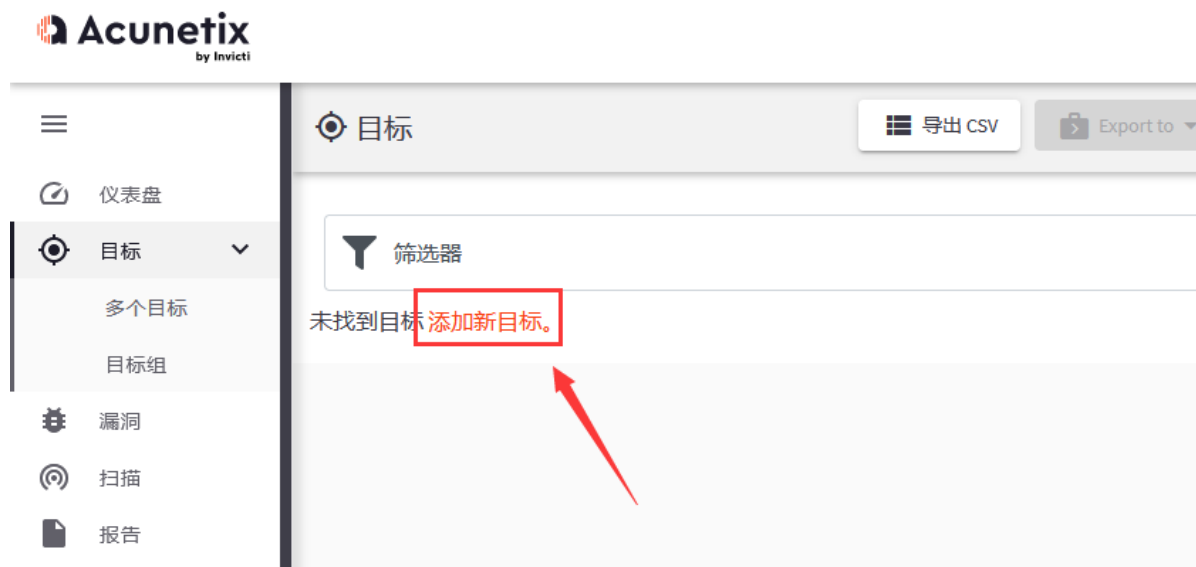 Acunetix
by Invicti
目标
导出 CSV
Export to
仪表盘
目标
筛选器
多个目标
未找到目标 添加新目标。
目标组
漏洞
扫描
报告